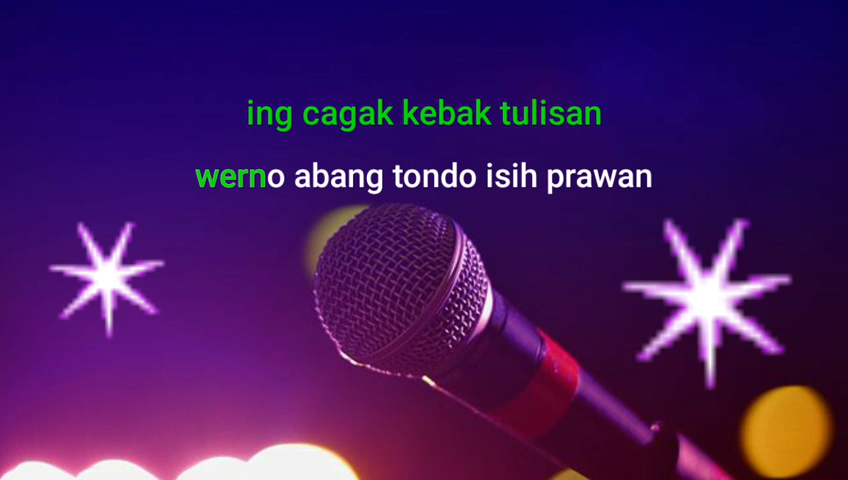 ing cagak kebak tulisan
werno abang tondo isih prawan